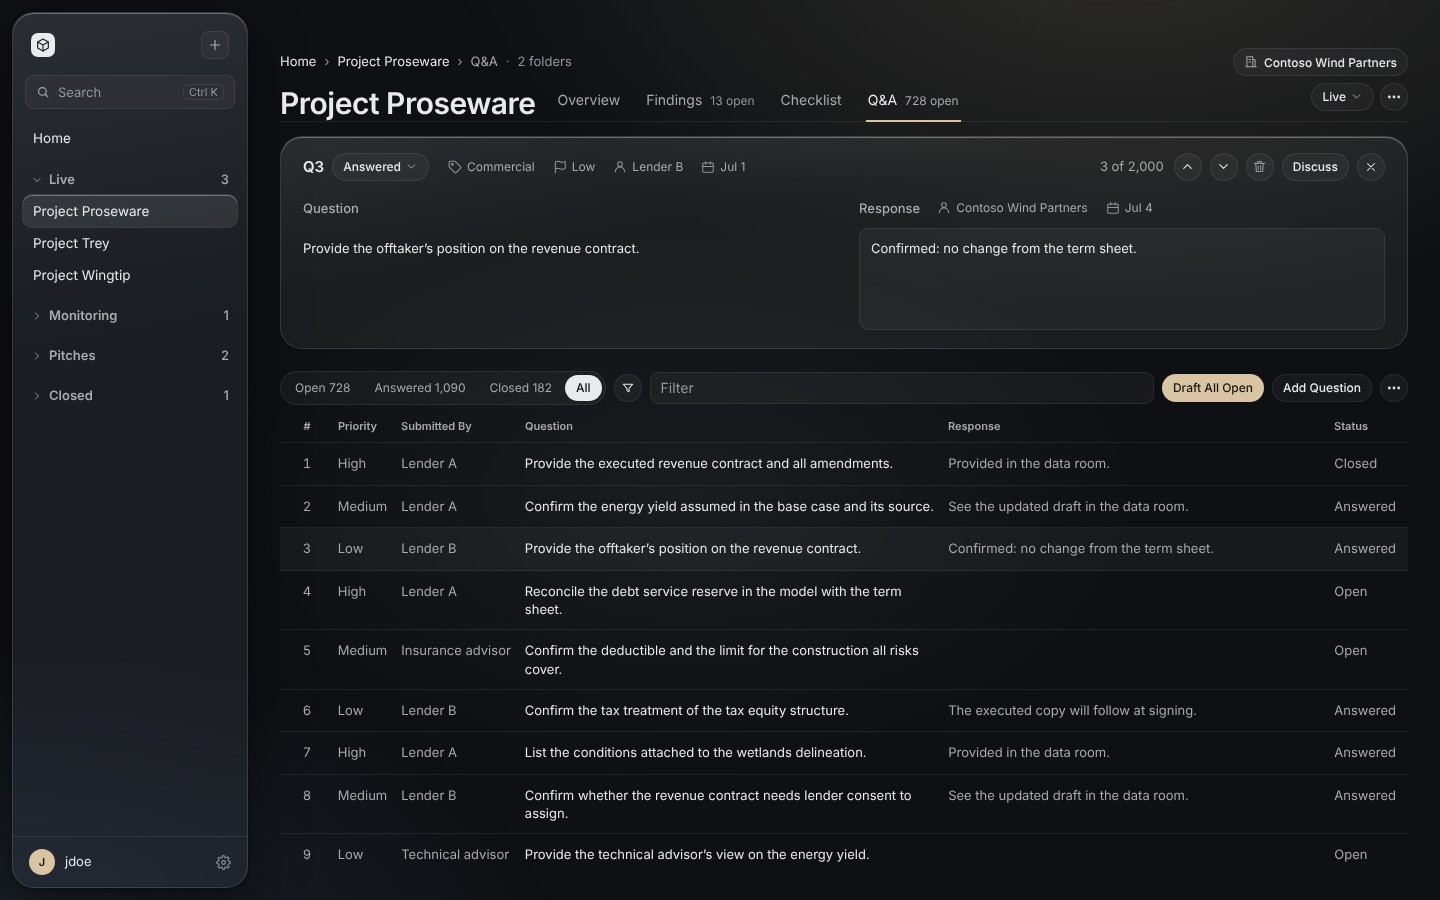 Search
Ctrl K
Home
Live 3
Project Proseware
Project Trey
Project Wingtip
Monitoring 1
Pitches 2
Closed 1
J jdoe
Home › Project Proseware › Q&A · 2 folders
Contoso Wind Partners
Project Proseware
Overview
Findings 13 open
Checklist
Q&A 728 open
Live
Q3 Answered Commercial Low Lender B Jul 1
3 of 2,000
Discuss
Question
Provide the offtaker’s position on the revenue contract.
Response Contoso Wind Partners Jul 4
Confirmed: no change from the term sheet.
Open 728 Answered 1,090 Closed 182 All
Filter
Draft All Open
Add Question
# Priority Submitted By Question Response Status
1 High Lender A Provide the executed revenue contract and all amendments. Provided in the data room. Closed
2 Medium Lender A Confirm the energy yield assumed in the base case and its source. See the updated draft in the data room. Answered
3 Low Lender B Provide the offtaker’s position on the revenue contract. Confirmed: no change from the term sheet. Answered
4 High Lender A Reconcile the debt service reserve in the model with the term Open
sheet.
5 Medium Insurance advisor Confirm the deductible and the limit for the construction all risks Open
cover.
6 Low Lender B Confirm the tax treatment of the tax equity structure. The executed copy will follow at signing. Answered
7 High Lender A List the conditions attached to the wetlands delineation. Provided in the data room. Answered
8 Medium Lender B Confirm whether the revenue contract needs lender consent to See the updated draft in the data room. Answered
assign.
9 Low Technical advisor Provide the technical advisor’s view on the energy yield. Open